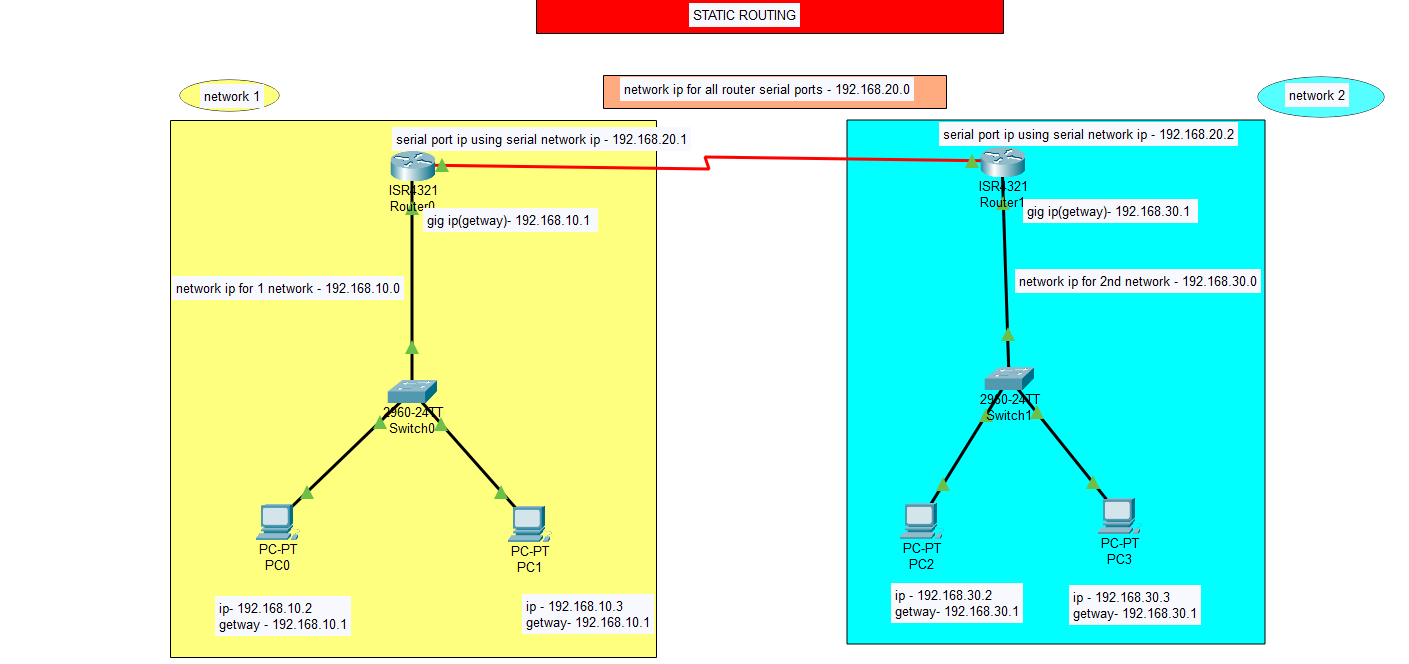 STATIC ROUTING
network 1
network ip for all router serial ports - 192.168.20.0
network 2
serial port ip using serial network ip - 192.168.20.1
serial port ip using serial network ip - 192.168.20.2
ISR4321
Router0
gig ip(getway)- 192.168.10.1
ISR4321
Router1
gig ip(getway)- 192.168.30.1
network ip for 1 network - 192.168.10.0
network ip for 2nd network - 192.168.30.0
2960-24TT
Switch0
2960-24TT
Switch1
PC-PT
PC0
PC-PT
PC1
PC-PT
PC2
PC-PT
PC3
ip- 192.168.10.2
getway - 192.168.10.1
ip - 192.168.10.3
getway- 192.168.10.1
ip - 192.168.30.2
getway- 192.168.30.1
ip - 192.168.30.3
getway- 192.168.30.1